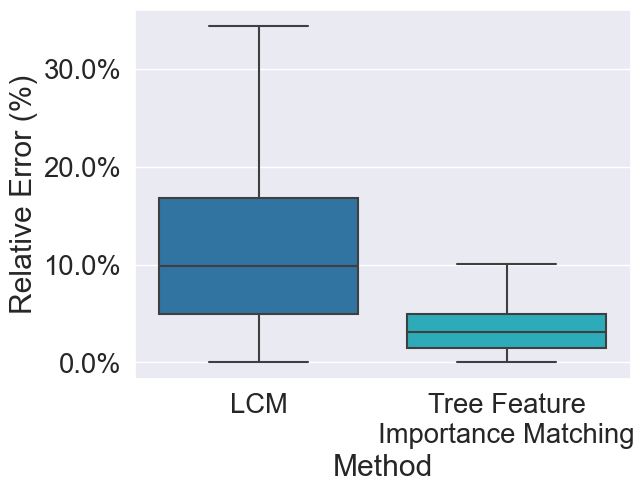 Relative Error (%)
30.0%
20.0%
10.0%
0.0%
LCM
Tree Feature
Importance Matching
Method